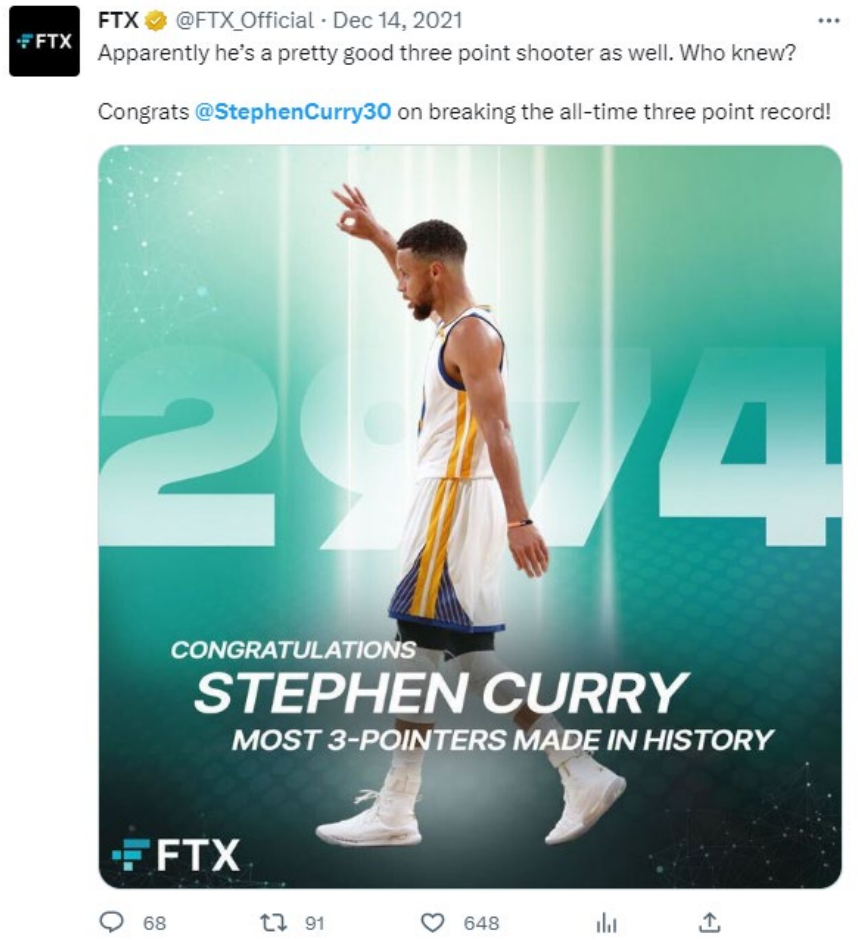 FTX @FTX_Official · Dec 14, 2021
FTX
Apparently he's a pretty good three point shooter as well. Who knew?
Congrats @StephenCurry30 on breaking the all-time three point record!
2974
CONGRATULATIONS
STEPHEN CURRY
MOST 3-POINTERS MADE IN HISTORY
FTX
68 91 648